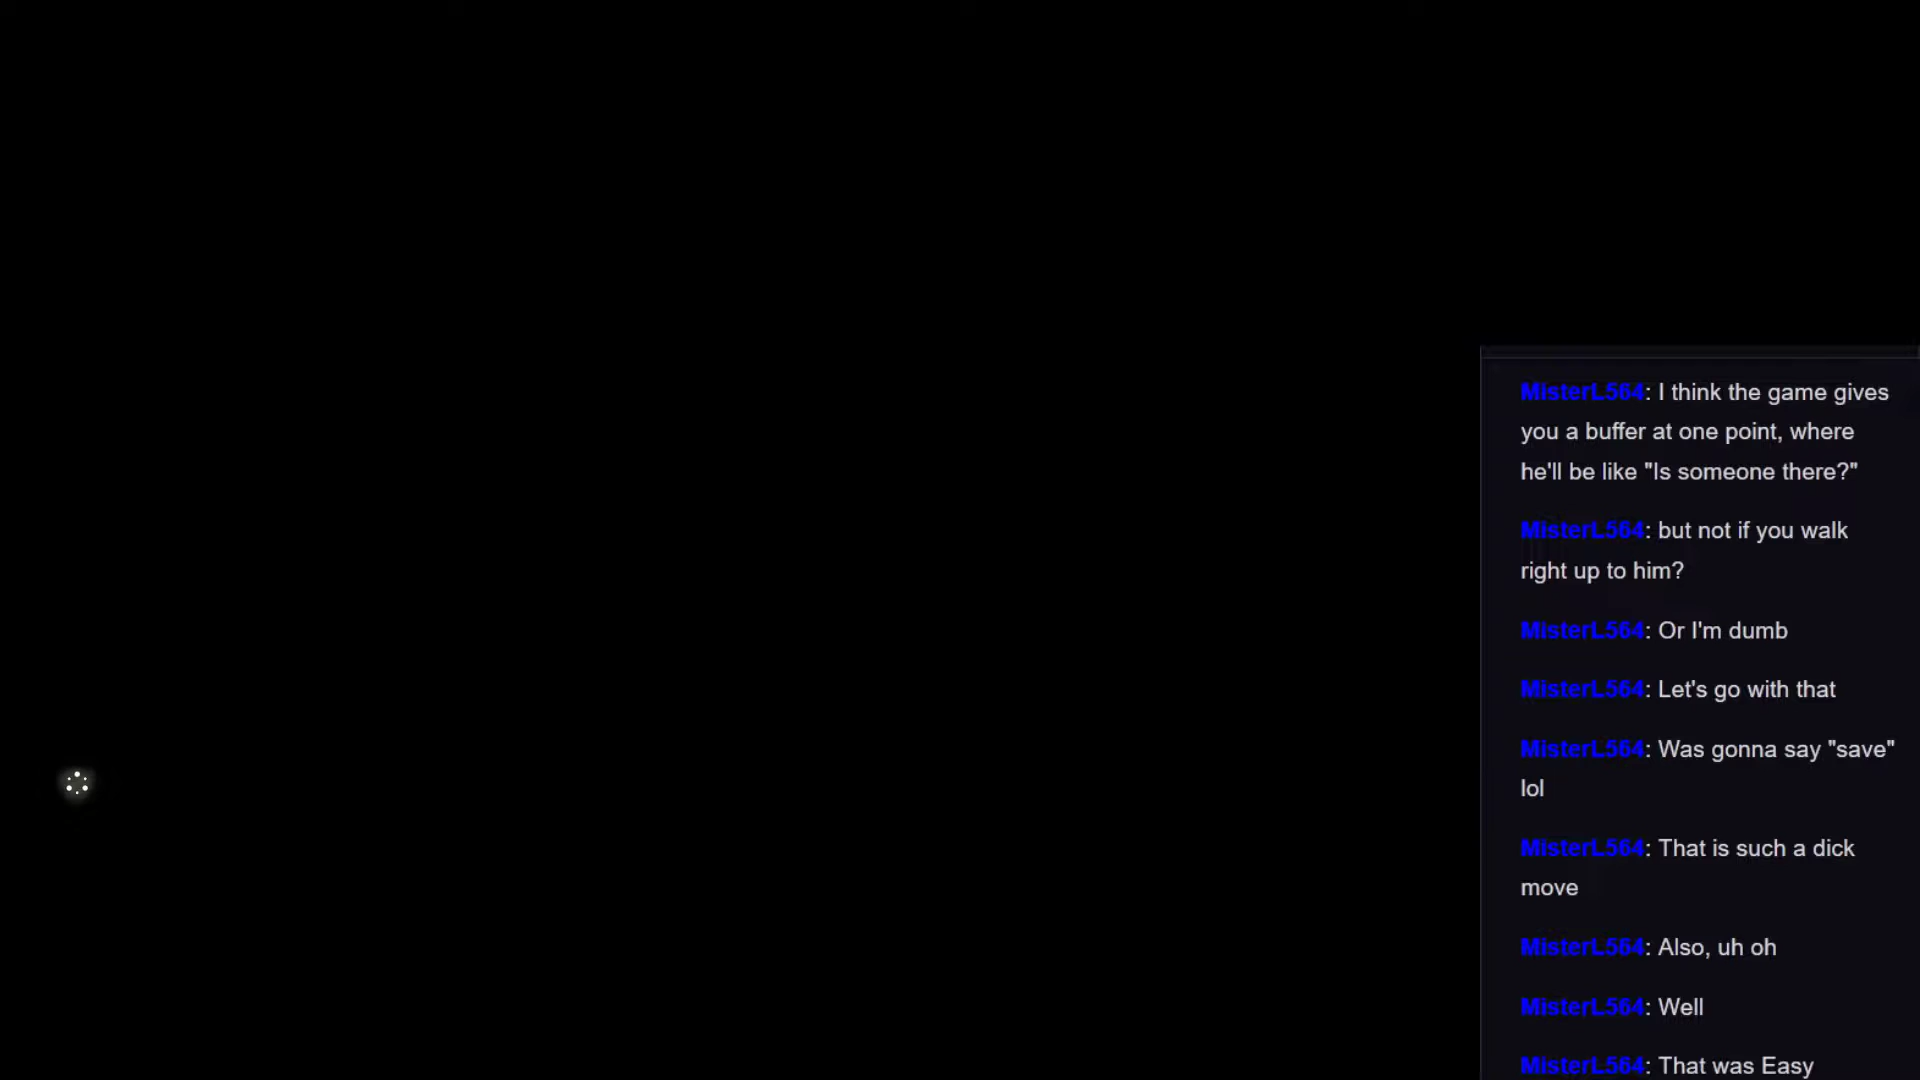 MisterL564: I think the game gives
you a buffer at one point, where
he'll be like "Is someone there?"
MisterL564: but not if you walk
right up to him?
MisterL564: Or I'm dumb
MisterL564: Let's go with that
MisterL564: Was gonna say "save"
lol
MisterL564: That is such a dick
move
MisterL564: Also, uh oh
MisterL564: Well
MisterL564: That was Easy